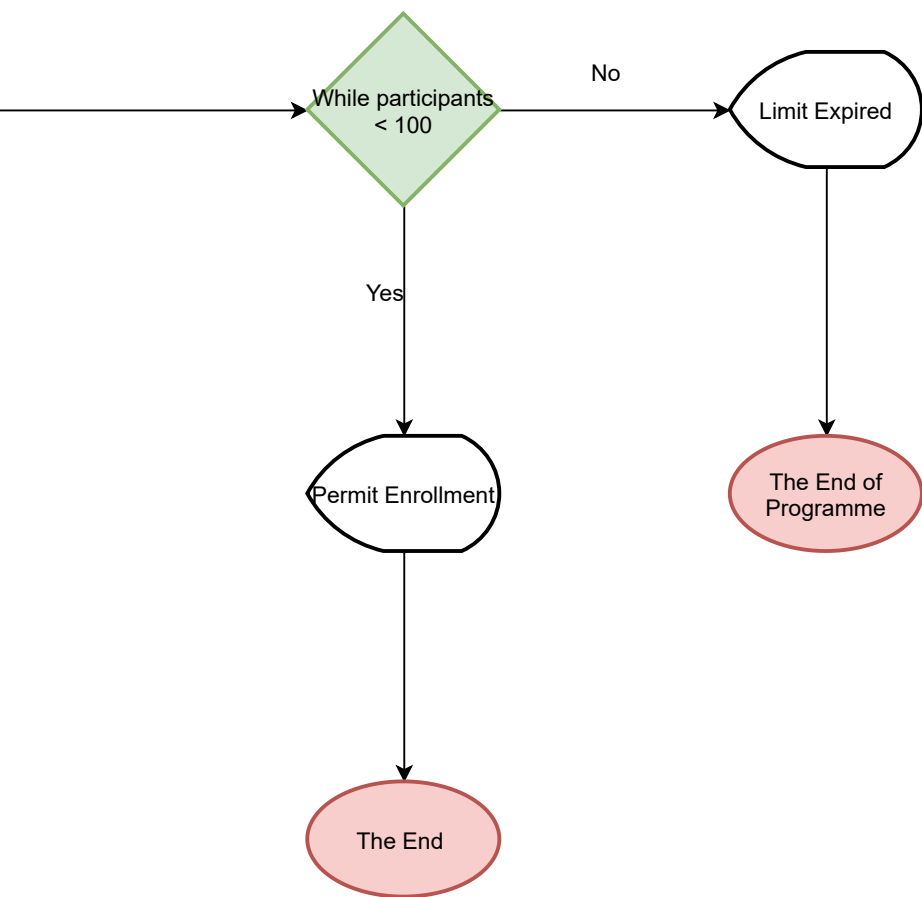 While participants
< 100
No
Limit Expired
Yes
Permit Enrollment
The End of
Programme
The End